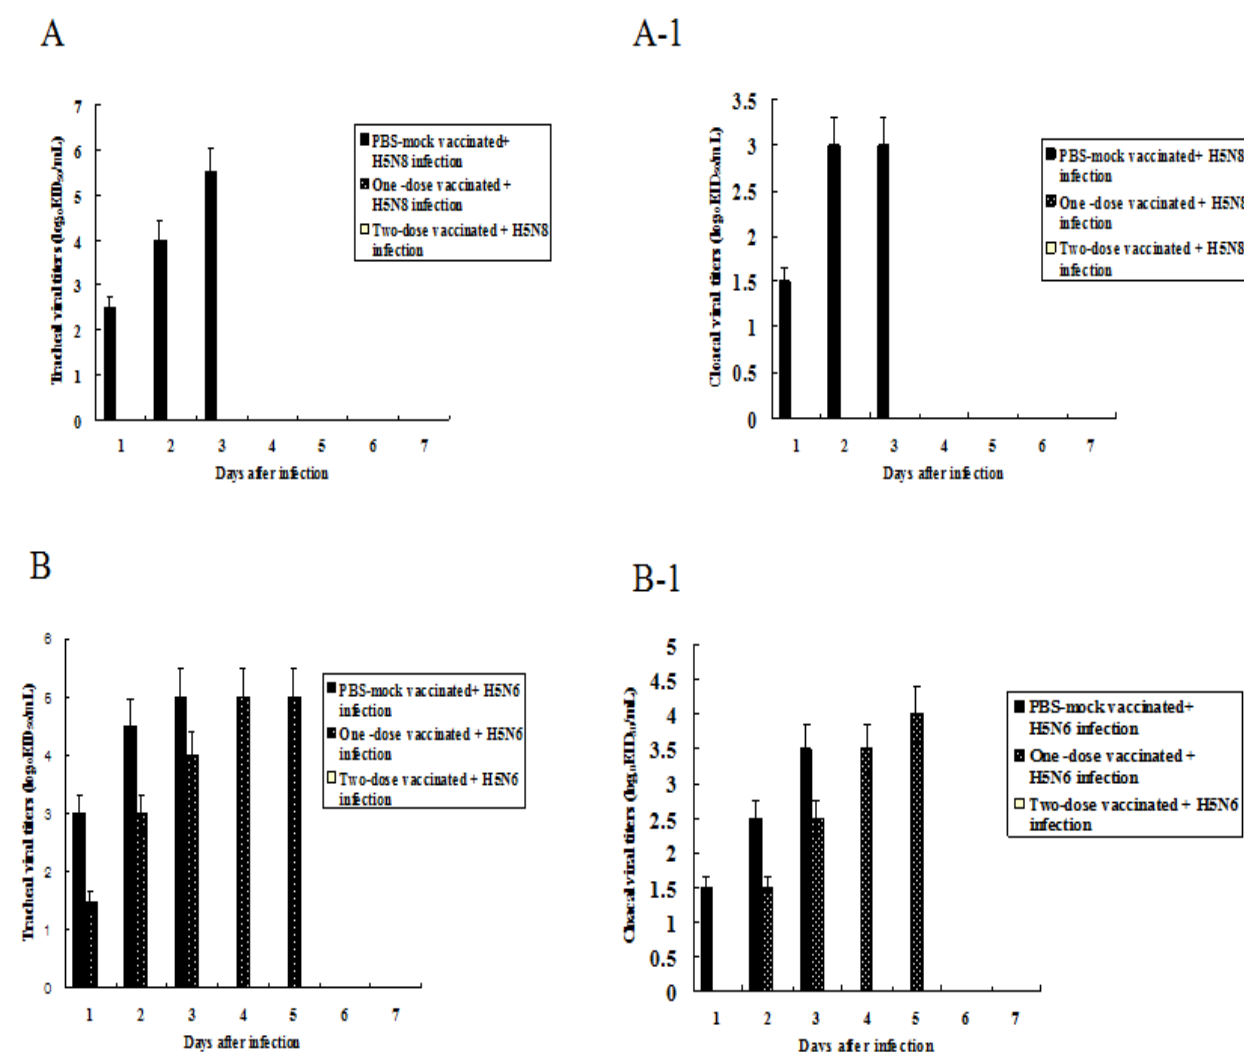 A
7
6
5
4
3
2
1
0
Tracheal viral titers (log₁₀EID₅₀/mL)
1 2 3 4 5 6 7
Days after infection
PBS-mock vaccinated+
H5N8 infection
One -dose vaccinated +
H5N8 infection
Two-dose vaccinated + H5N8
infection
A-1
3.5
3
2.5
2
1.5
1
0.5
0
Cloacal viral titers (log₁₀EID₅₀/mL)
1 2 3 4 5 6 7
Days after infection
PBS-mock vaccinated+ H5N8
infection
One -dose vaccinated + H5N8
infection
Two-dose vaccinated + H5N8
infection
B
6
6
4
3
2
1
0
Tracheal viral titers (log₁₀EID₅₀/mL)
1 2 3 4 5 6 7
Days after infection
PBS-mock vaccinated+ H5N6
infection
One -dose vaccinated + H5N6
infection
Two-dose vaccinated + H5N6
infection
B-1
5
4.5
4
3.5
3
2.5
2
1.5
1
0.5
0
Cloacal viral titers (log₁₀EID₅₀/mL)
1 2 3 4 5 6 7
Days after infection
PBS-mock vaccinated+
H5N6 infection
One -dose vaccinated +
H5N6 infection
Two-dose vaccinated + H5N6
infection